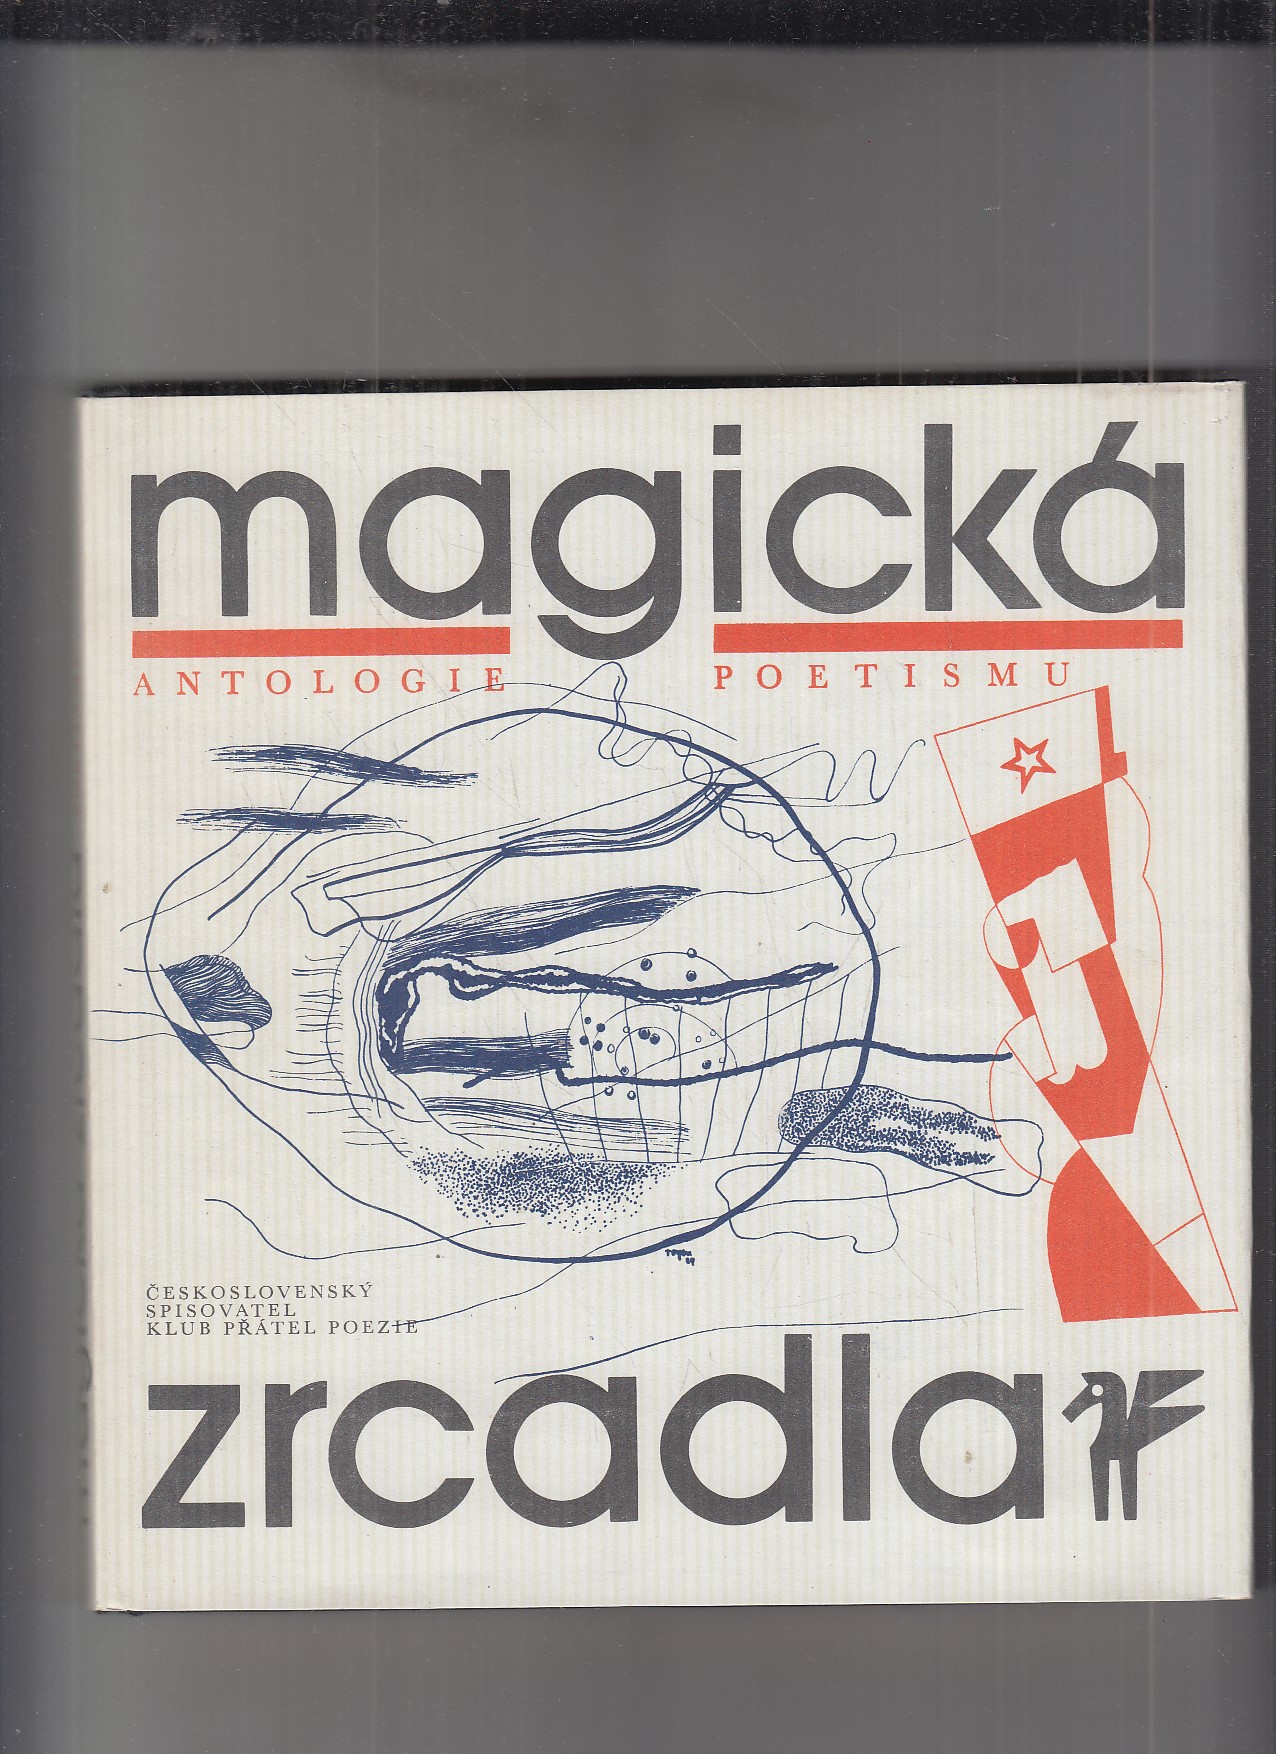 magická
ANTOLOGIE POETISMU
ČESKOSLOVENSKÝ
SPISOVATEL
KLUB PŘÁTEL POEZIE
zrcadla